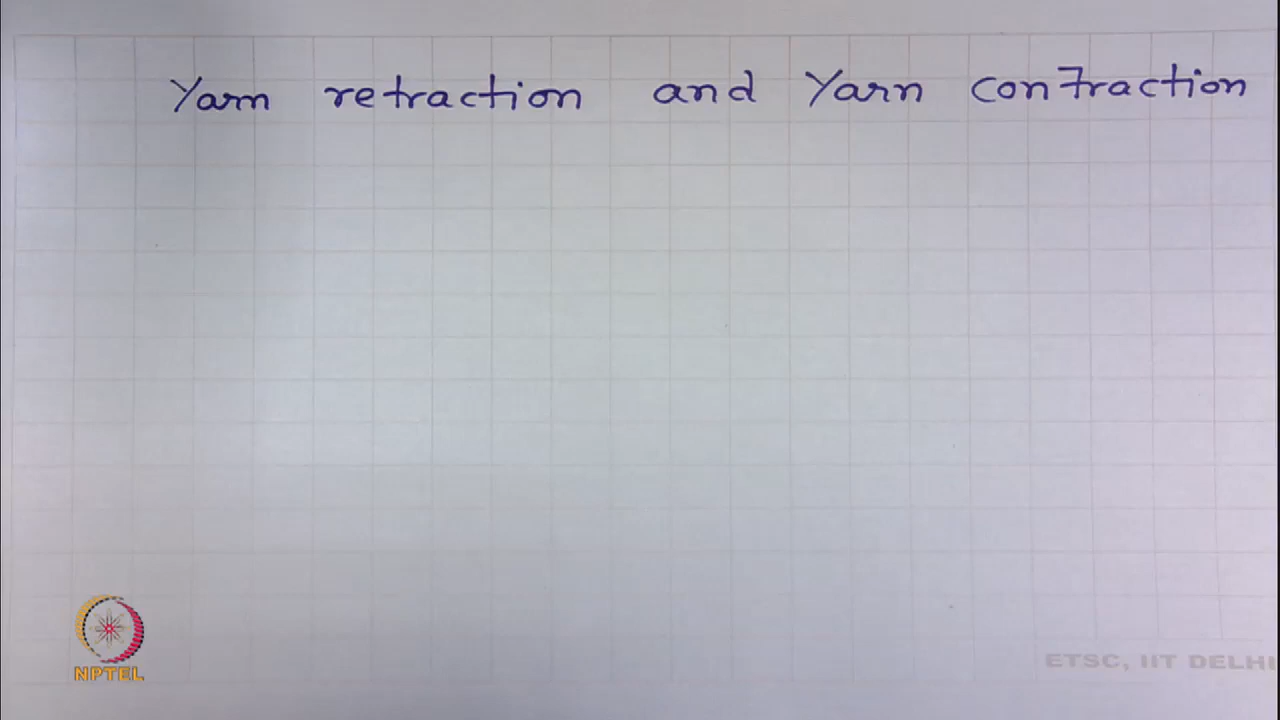 Yarn retraction and Yarn contraction
NPTEL
ETSC, IIT DELHI